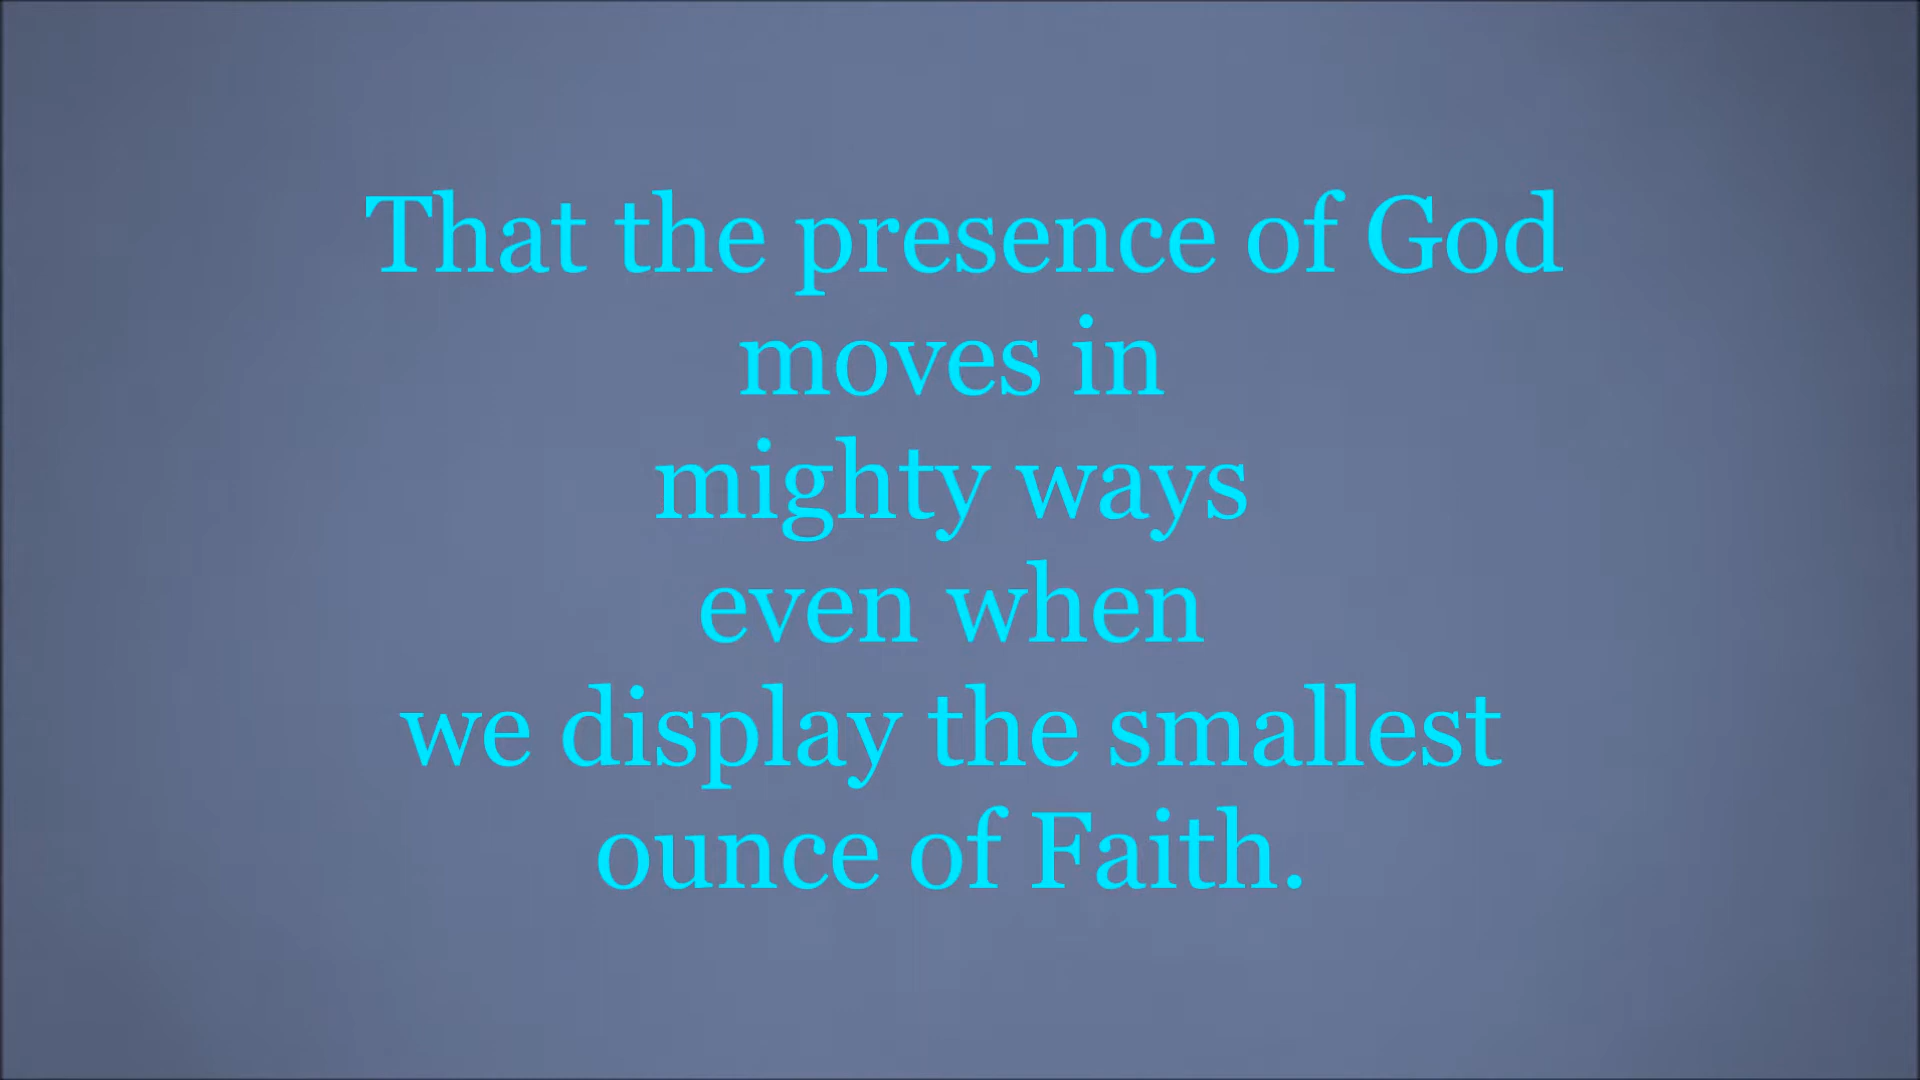 That the presence of God
moves in
mighty ways
even when
we display the smallest
ounce of Faith.